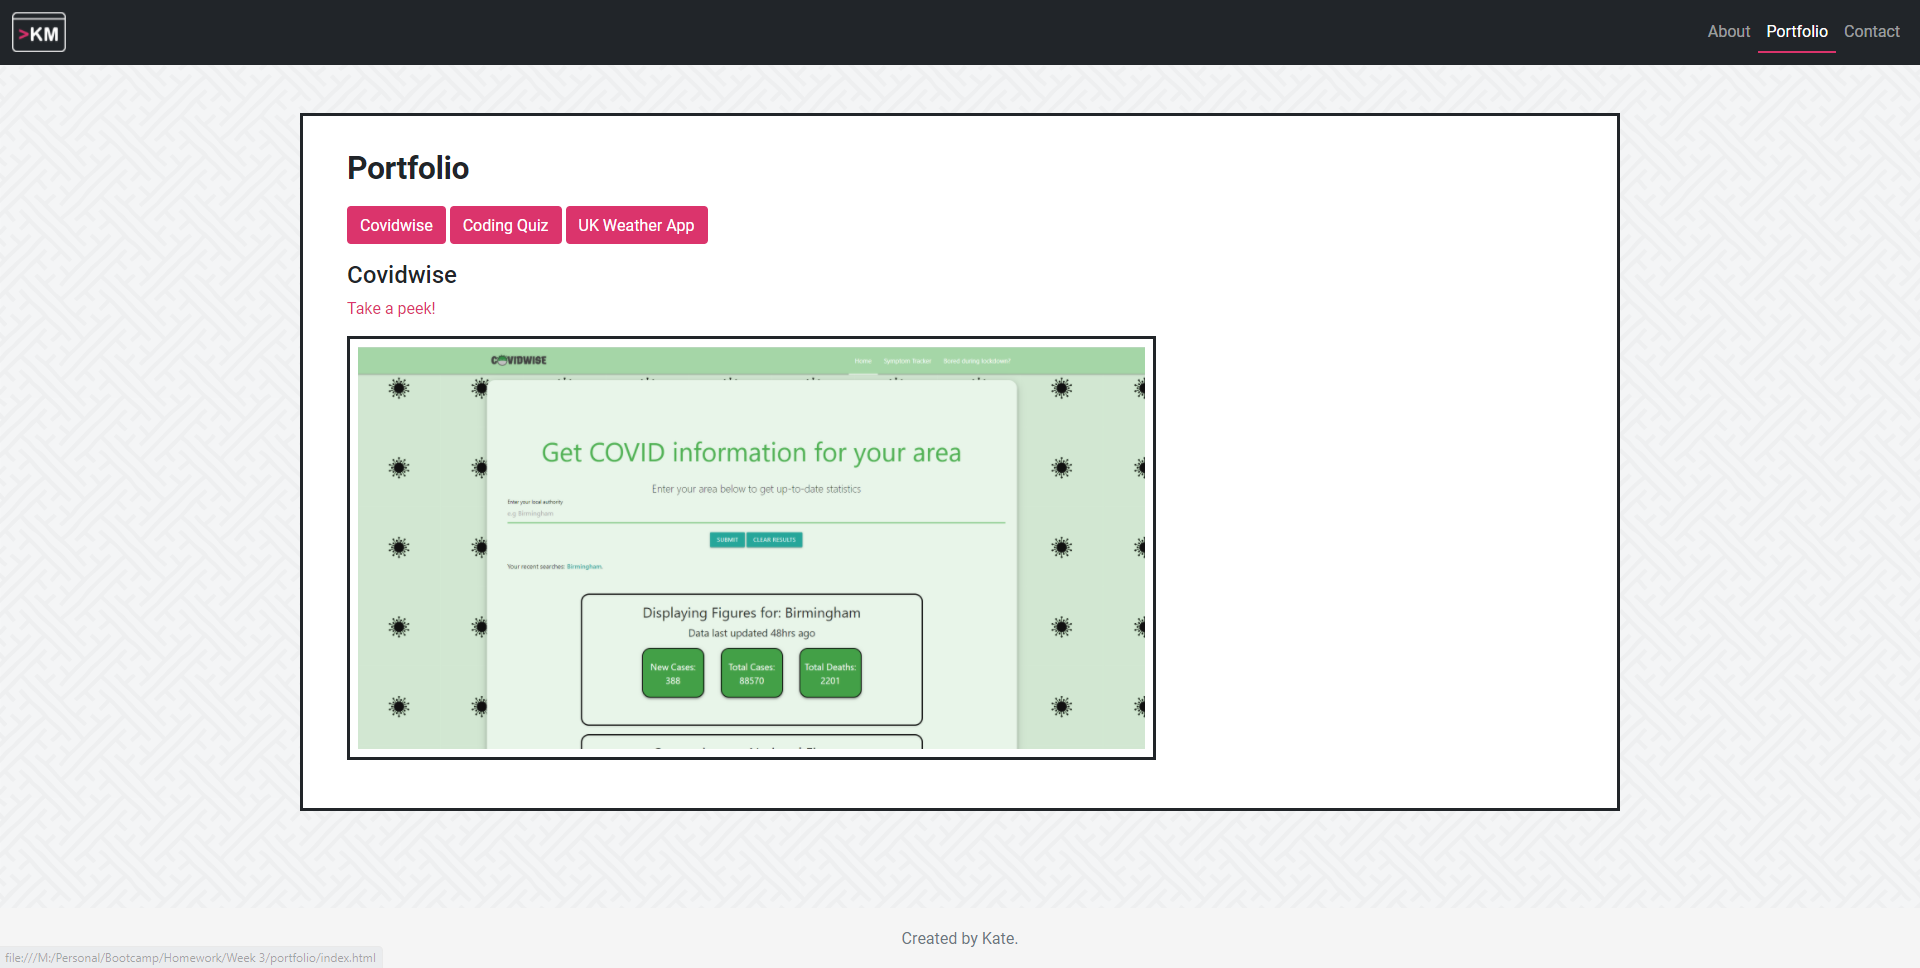 >KM
About Portfolio Contact
Portfolio
Covidwise Coding Quiz UK Weather App
Covidwise
Take a peek!
COVIDWISE
Home Symptom Tracker Bored during lockdown?
Get COVID information for your area
Enter your area below to get up-to-date statistics
Enter your local authority
e.g Birmingham
SUBMIT CLEAR RESULTS
Your recent searches: Birmingham.
Displaying Figures for: Birmingham
Data last updated 48hrs ago
New Cases: Total Cases: Total Deaths:
388 88570 2201
Created by Kate.
file:///M:/Personal/Bootcamp/Homework/Week 3/portfolio/index.html